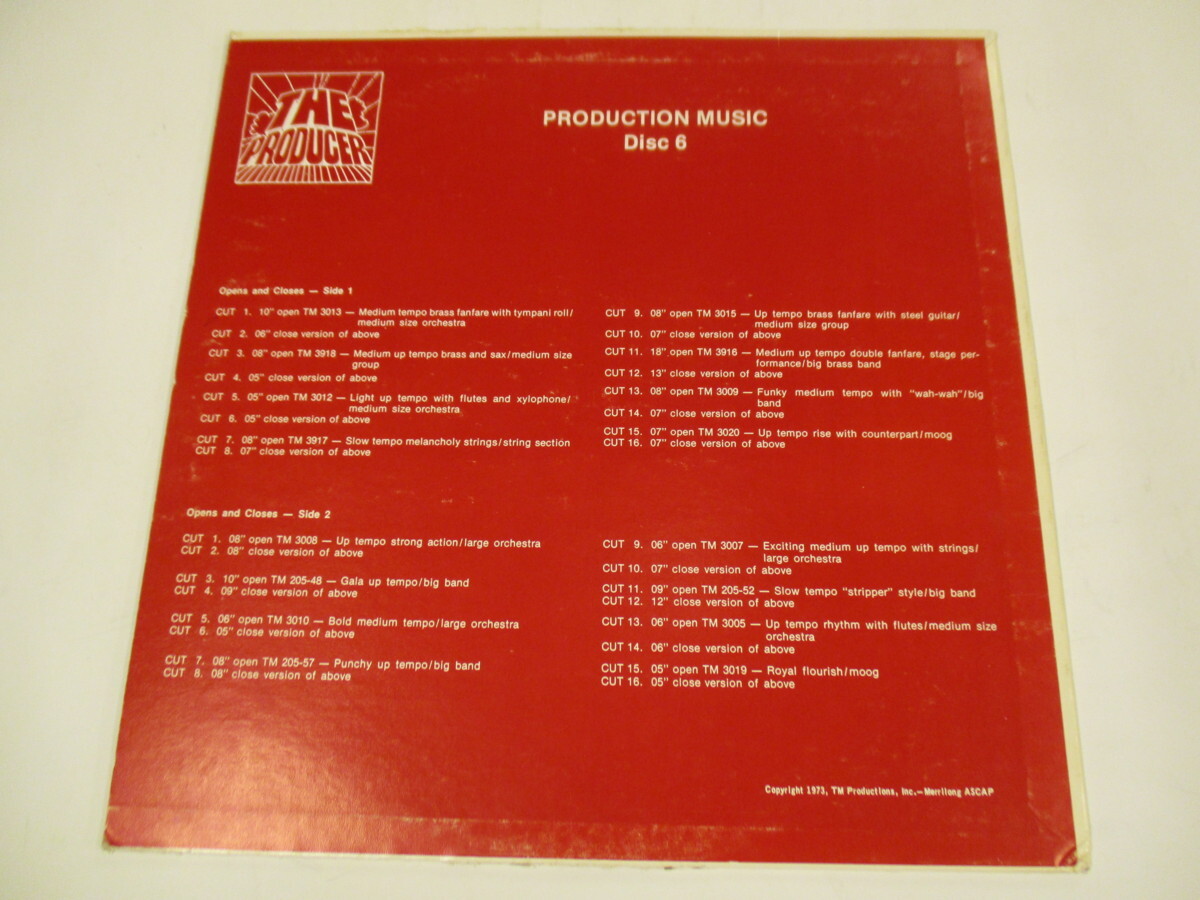 THE
PRODUCER
PRODUCTION MUSIC
Disc 6
Opens and Closes — Side 1
CUT 1. 10" open TM 3013 — Medium tempo brass fanfare with tympani roll/
medium size orchestra
CUT 2. 06" close version of above
CUT 3. 08" open TM 3918 — Medium up tempo brass and sax/medium size
group
CUT 4. 05" close version of above
CUT 5. 05" open TM 3012 — Light up tempo with flutes and xylophone/
medium size orchestra
CUT 6. 05" close version of above
CUT 7. 08" open TM 3917 — Slow tempo melancholy strings/string section
CUT 8. 07" close version of above
CUT 9. 08" open TM 3015 — Up tempo brass fanfare with steel guitar/
medium size group
CUT 10. 07" close version of above
CUT 11. 18" open TM 3916 — Medium up tempo double fanfare, stage per-
formance/big brass band
CUT 12. 13" close version of above
CUT 13. 08" open TM 3009 — Funky medium tempo with "wah-wah"/big
band
CUT 14. 07" close version of above
CUT 15. 07" open TM 3020 — Up tempo rise with counterpart/moog
CUT 16. 07" close version of above
Opens and Closes — Side 2
CUT 1. 06" open TM 3008 — Up tempo strong action/large orchestra
CUT 2. 08" close version of above
CUT 3. 10" open TM 205-48 — Gala up tempo/big band
CUT 4. 09" close version of above
CUT 5. 06" open TM 3010 — Bold medium tempo/large orchestra
CUT 6. 05" close version of above
CUT 7. 08" open TM 205-57 — Punchy up tempo/big band
CUT 8. 08" close version of above
CUT 9. 06" open TM 3007 — Exciting medium up tempo with strings/
large orchestra
CUT 10. 07" close version of above
CUT 11. 09" open TM 205-52 — Slow tempo "stripper" style/big band
CUT 12. 12" close version of above
CUT 13. 06" open TM 3005 — Up tempo rhythm with flutes/medium size
orchestra
CUT 14. 06" close version of above
CUT 15. 05" open TM 3019 — Royal flourish/moog
CUT 16. 05" close version of above
Copyright 1973, TM Productions, Inc.—Merrilong ASCAP